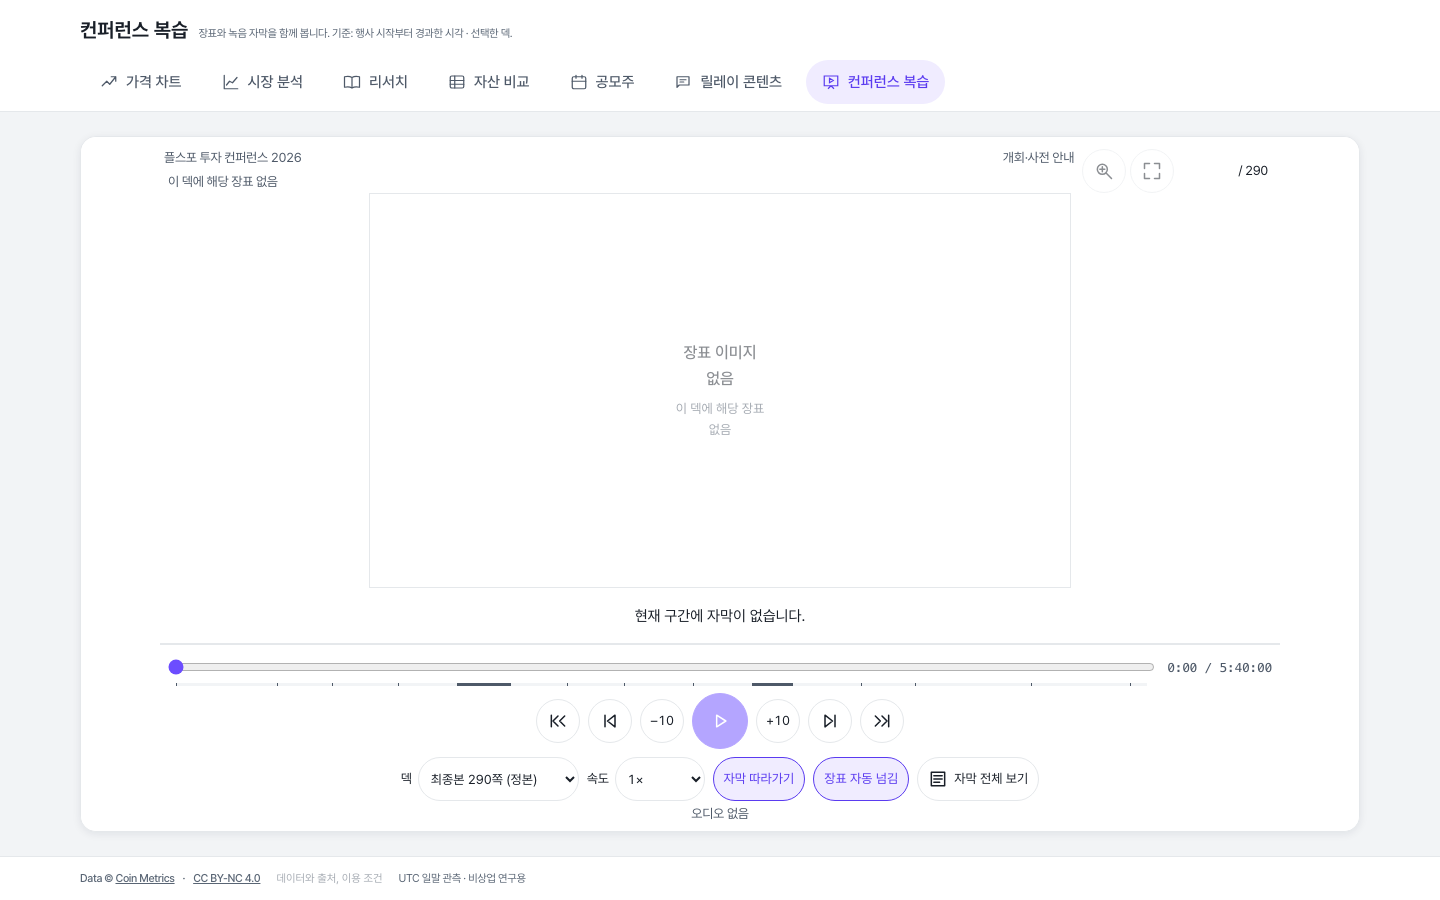 컨퍼런스 복습 장표와 녹음 자막을 함께 봅니다. 기준: 행사 시작부터 경과한 시각 · 선택한 덱.
가격 차트 시장 분석 리서치 자산 비교 공모주 릴레이 콘텐츠 컨퍼런스 복습
플스포 투자 컨퍼런스 2026 개회·사전 안내
이 덱에 해당 장표 없음 / 290
장표 이미지
없음
이 덱에 해당 장표
없음
현재 구간에 자막이 없습니다.
0:00 / 5:40:00
−10 +10
덱 최종본 290쪽 (정본) 속도 1× 자막 따라가기 장표 자동 넘김 자막 전체 보기
오디오 없음
Data © Coin Metrics · CC BY-NC 4.0 데이터와 출처, 이용 조건 UTC 일말 관측 · 비상업 연구용